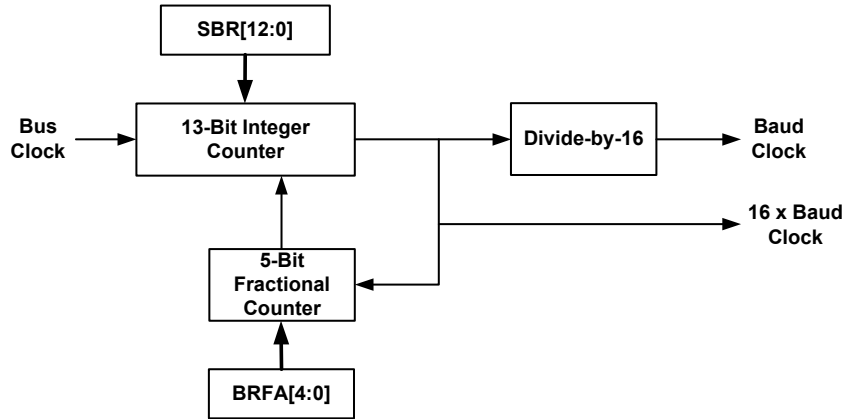 SBR[12:0]
Bus
Clock
13-Bit Integer
Counter
Divide-by-16
Baud
Clock
16 x Baud
Clock
5-Bit
Fractional
Counter
BRFA[4:0]